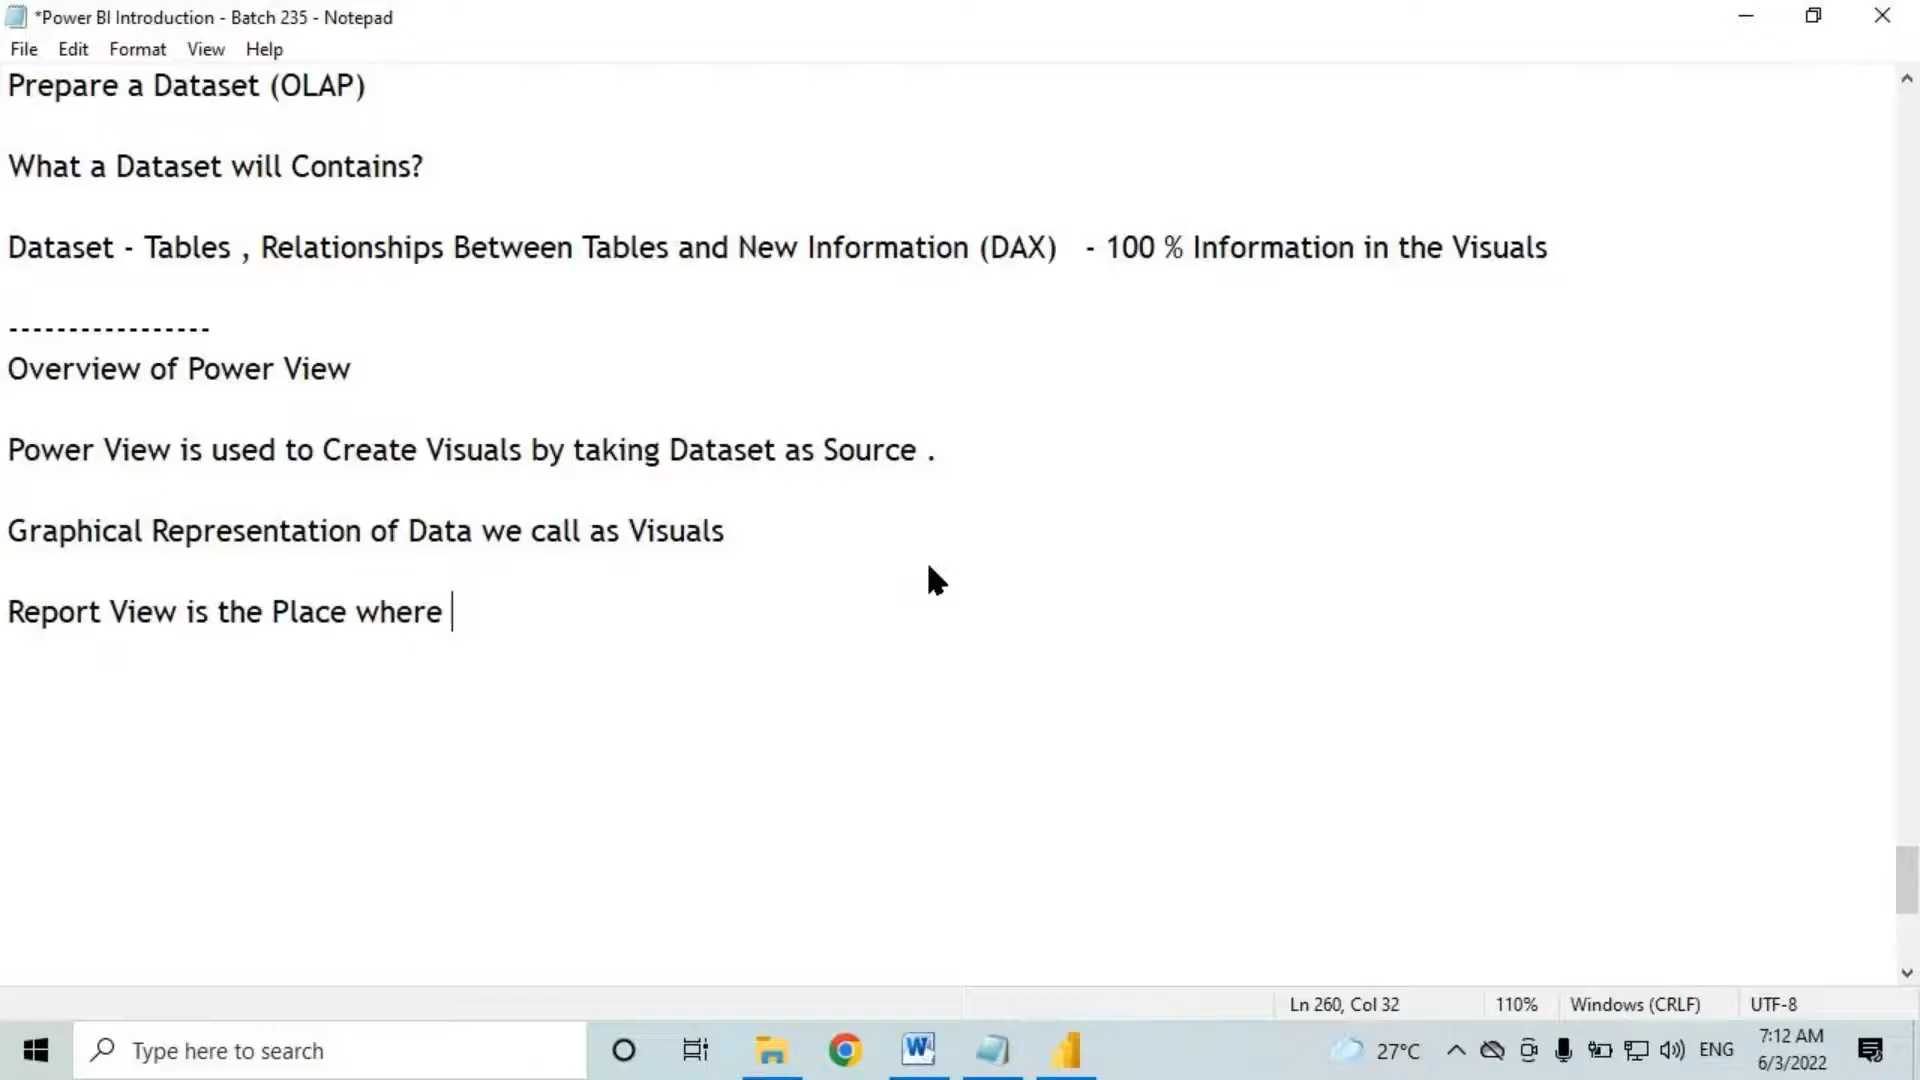 *Power BI Introduction - Batch 235 - Notepad
File Edit Format View Help
Prepare a Dataset (OLAP)
What a Dataset will Contains?
Dataset - Tables , Relationships Between Tables and New Information (DAX) - 100 % Information in the Visuals
-----------------
Overview of Power View
Power View is used to Create Visuals by taking Dataset as Source .
Graphical Representation of Data we call as Visuals
Report View is the Place where
Ln 260, Col 32 110% Windows (CRLF) UTF-8
Type here to search
W
27°C
ENG
7:12 AM
6/3/2022